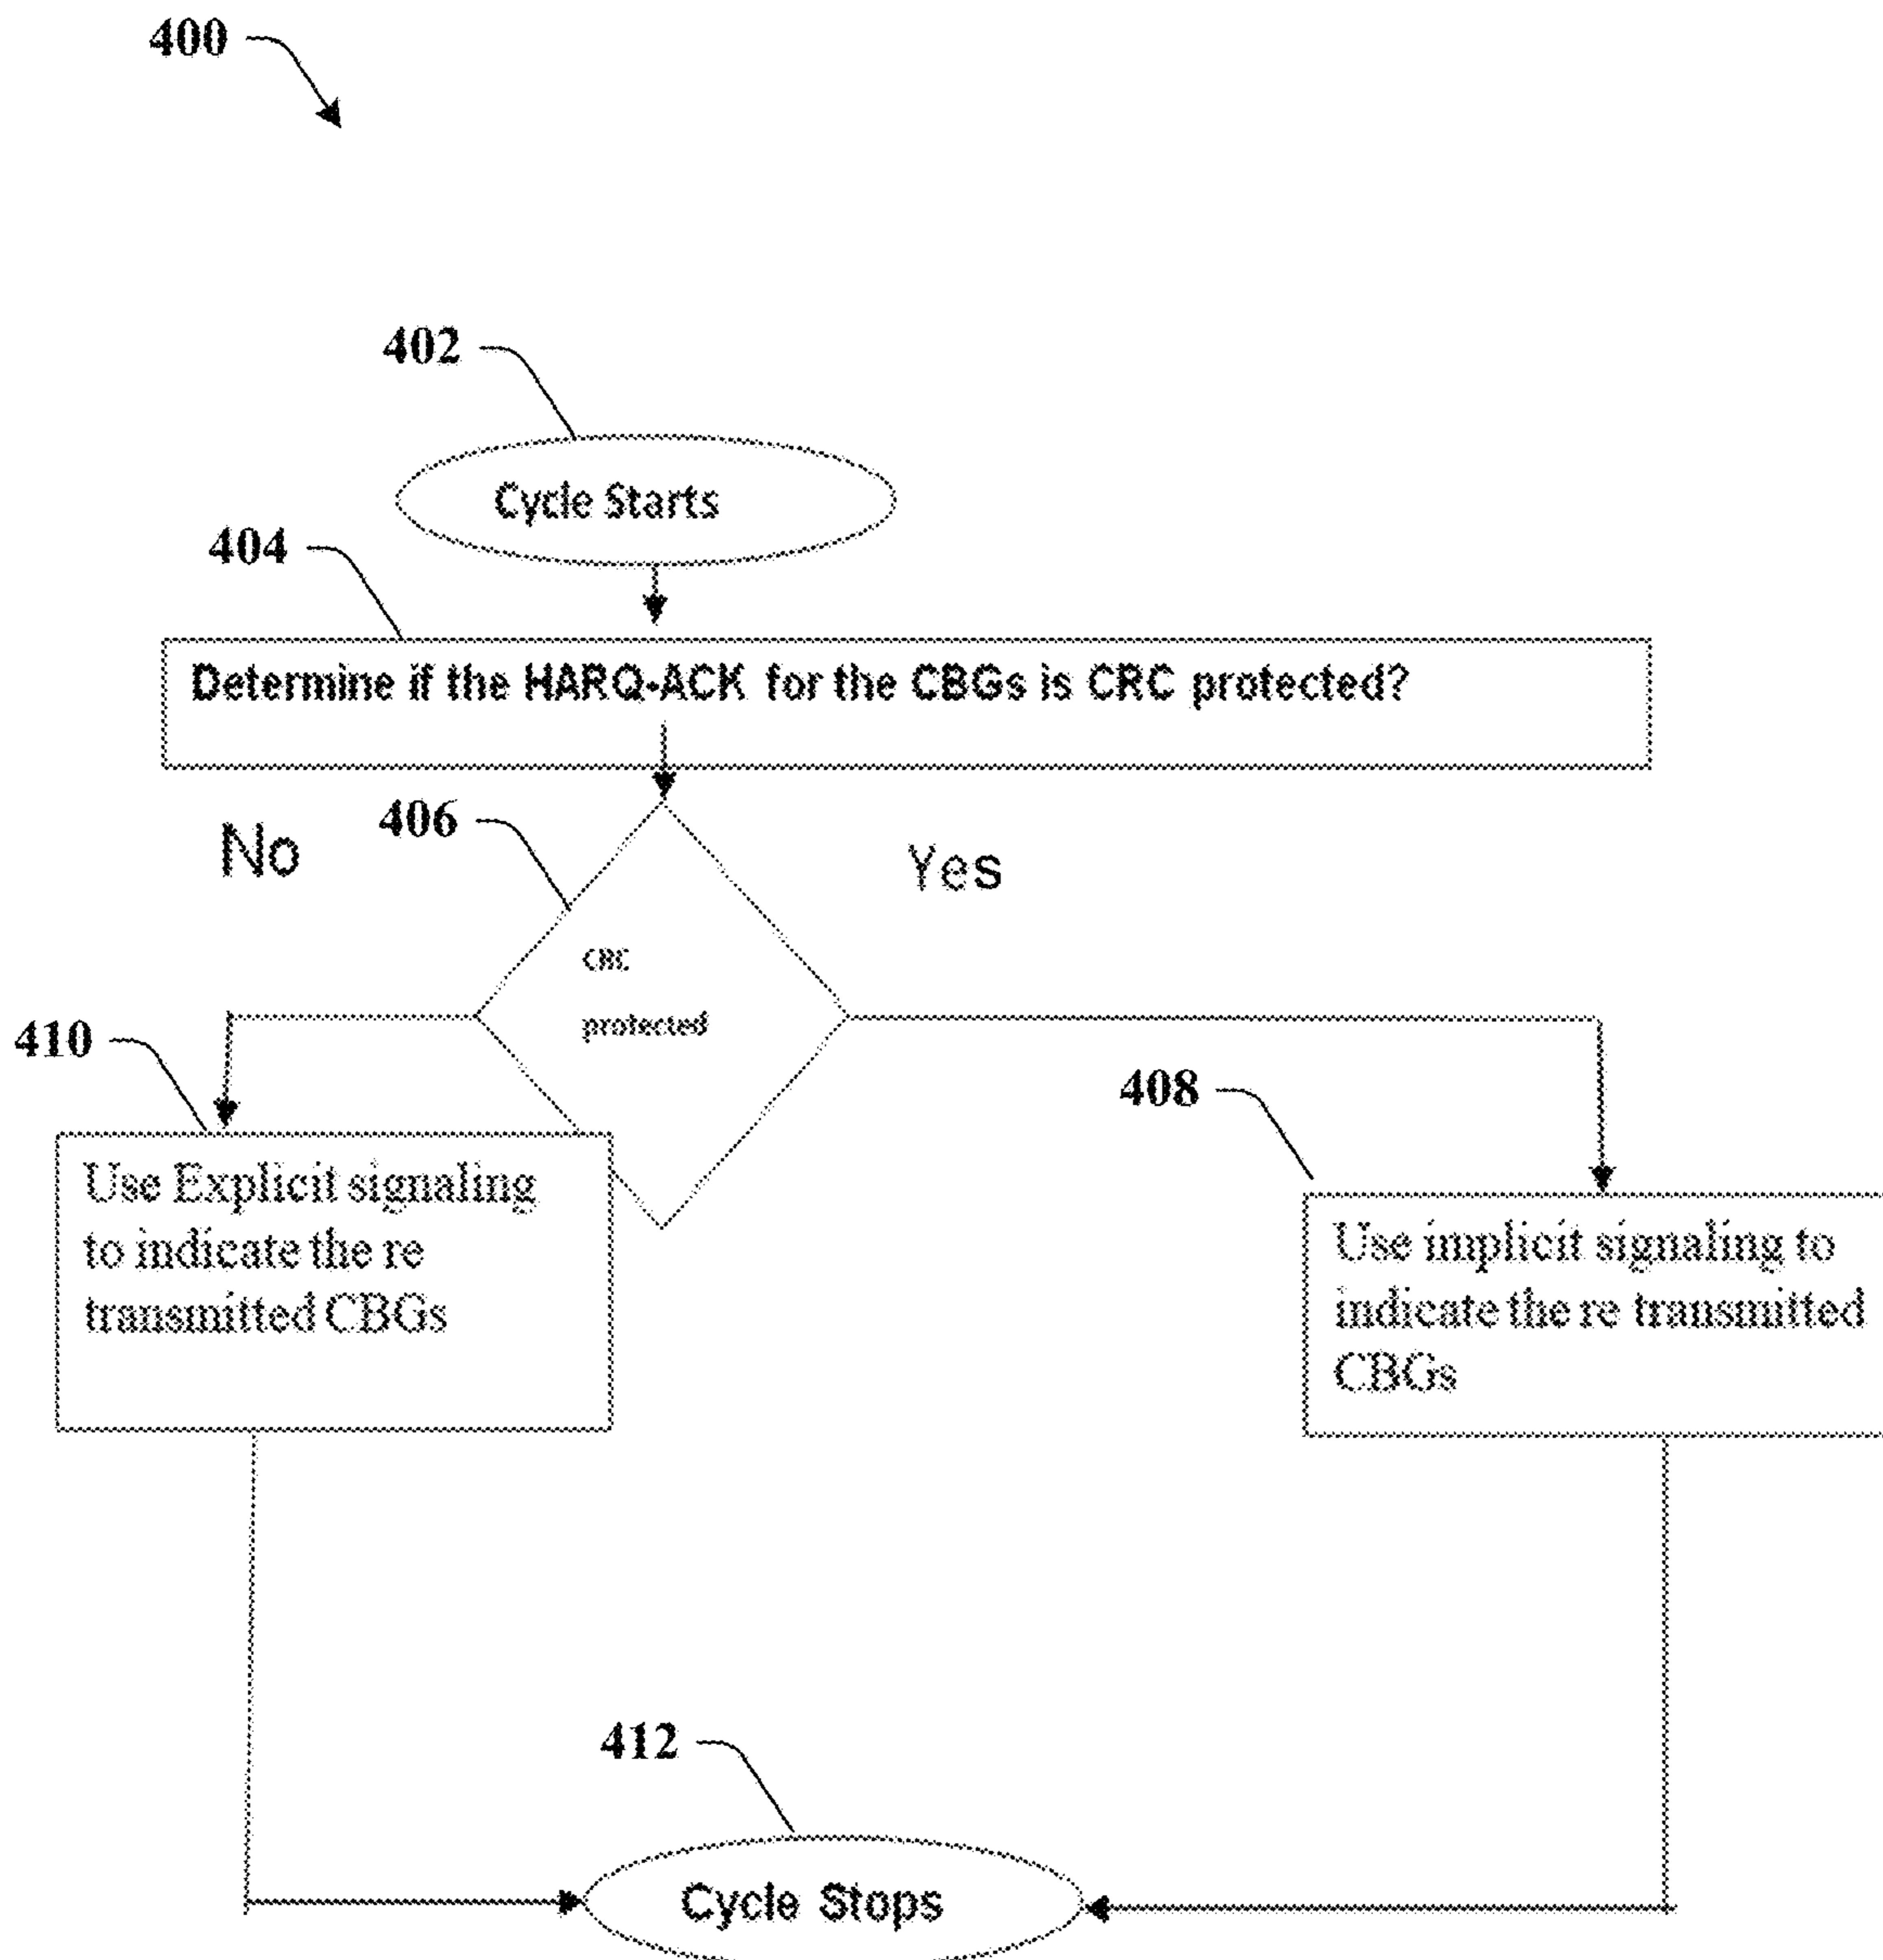 400
402
Cycle Starts
404
Determine if the HARQ-ACK for the CBGs is CRC protected?
No
406
Yes
CRC
protected
410
408
Use Explicit signaling
to indicate the re
transmitted CBGs
Use implicit signaling to
indicate the re transmitted
CBGs
412
Cycle Stops